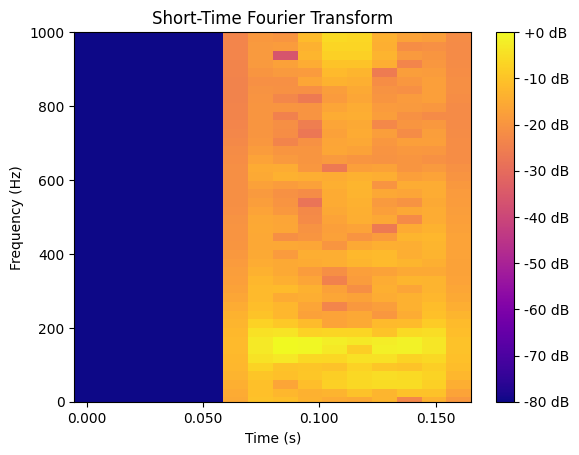 Short-Time Fourier Transform
1000
800
600
400
200
0
Frequency (Hz)
0.000
0.050
0.100
0.150
Time (s)
+0 dB
-10 dB
-20 dB
-30 dB
-40 dB
-50 dB
-60 dB
-70 dB
-80 dB